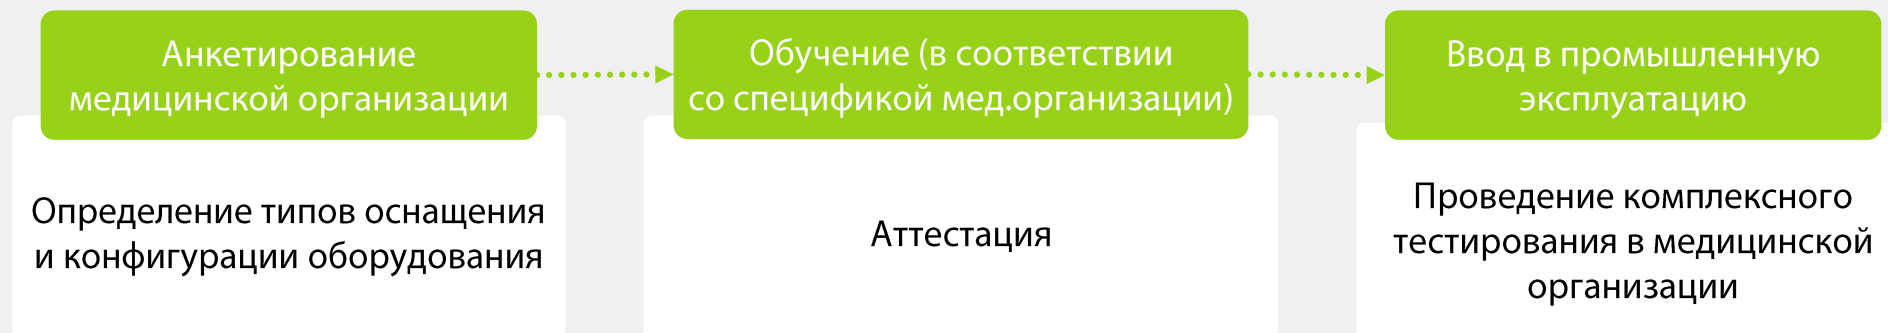 Анкетирование
медицинской организации
Определение типов оснащения
и конфигурации оборудования
Обучение (в соответствии
со спецификой мед.организации)
Аттестация
Ввод в промышленную
эксплуатацию
Проведение комплексного
тестирования в медицинской
организации